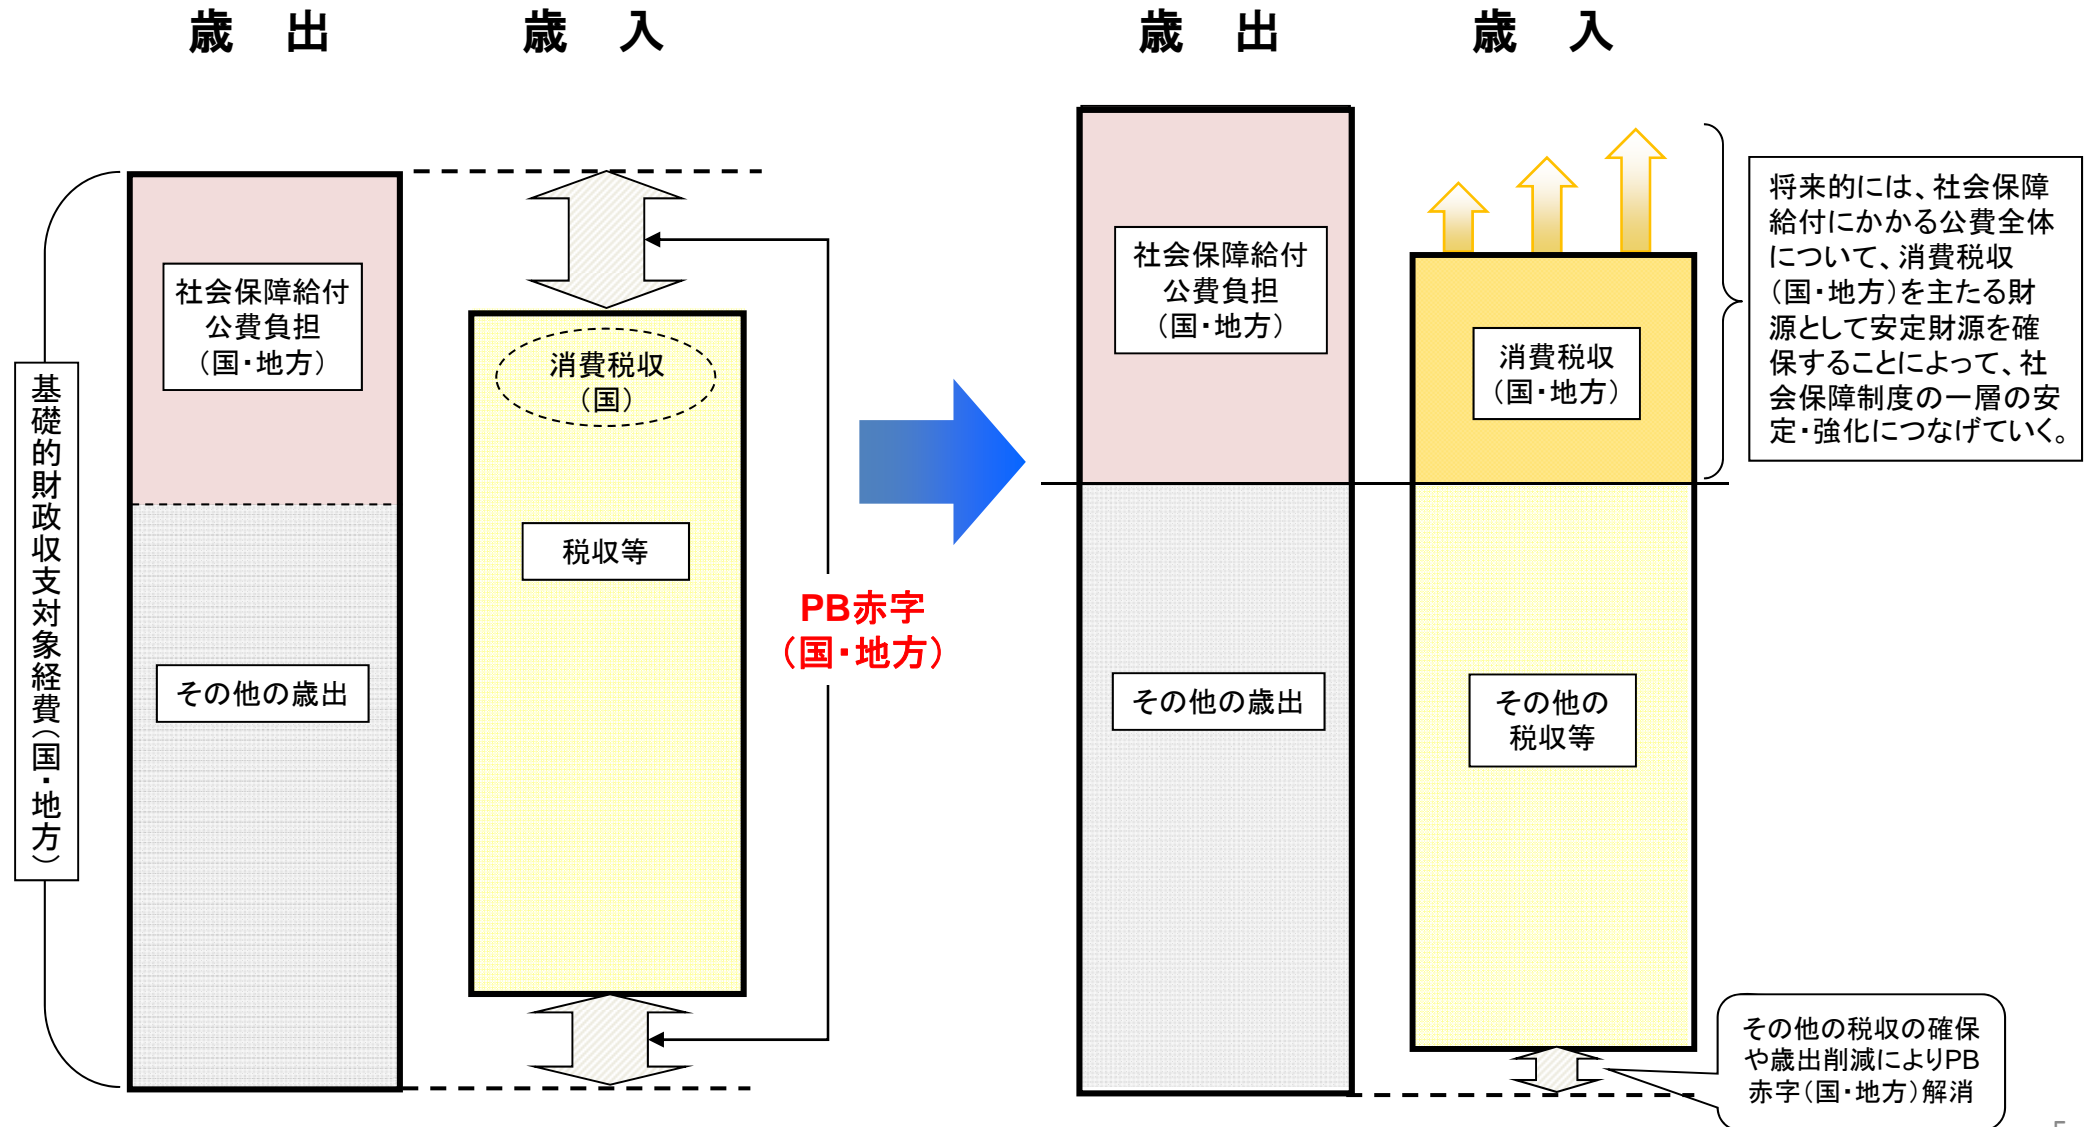 歳　出
歳　入
基礎的財政収支対象経費（国・地方）
社会保障給付
公費負担
（国・地方）
その他の歳出
消費税収
（国）
税収等
PB赤字
（国・地方）
歳　出
歳　入
社会保障給付
公費負担
（国・地方）
その他の歳出
消費税収
（国・地方）
その他の
税収等
将来的には、社会保障
給付にかかる公費全体
について、消費税収
（国・地方）を主たる財
源として安定財源を確
保することによって、社
会保障制度の一層の安
定・強化につなげていく。
その他の税収の確保
や歳出削減によりPB
赤字（国・地方）解消